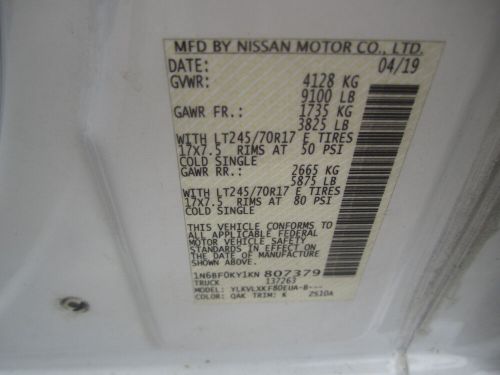 MFD BY NISSAN MOTOR CO., LTD.
DATE: 04/19
GVWR: 4128 KG
9100 LB
GAWR FR.: 1735 KG
3825 LB
WITH LT245/70R17 E TIRES
17X7.5 RIMS AT 50 PSI
COLD SINGLE
GAWR RR.: 2665 KG
5875 LB
WITH LT245/70R17 E TIRES
17X7.5 RIMS AT 80 PSI
COLD SINGLE
THIS VEHICLE CONFORMS TO
ALL APPLICABLE FEDERAL
MOTOR VEHICLE SAFETY
STANDARDS IN EFFECT ON
THE DATE OF MANUFACTURE
SHOWN ABOVE.
1N6BF0KY1KN 807379
TRUCK 137263
MODEL: YLKVLXKF80EUA-B---
COLOR: QAK TRIM: K ZS10A